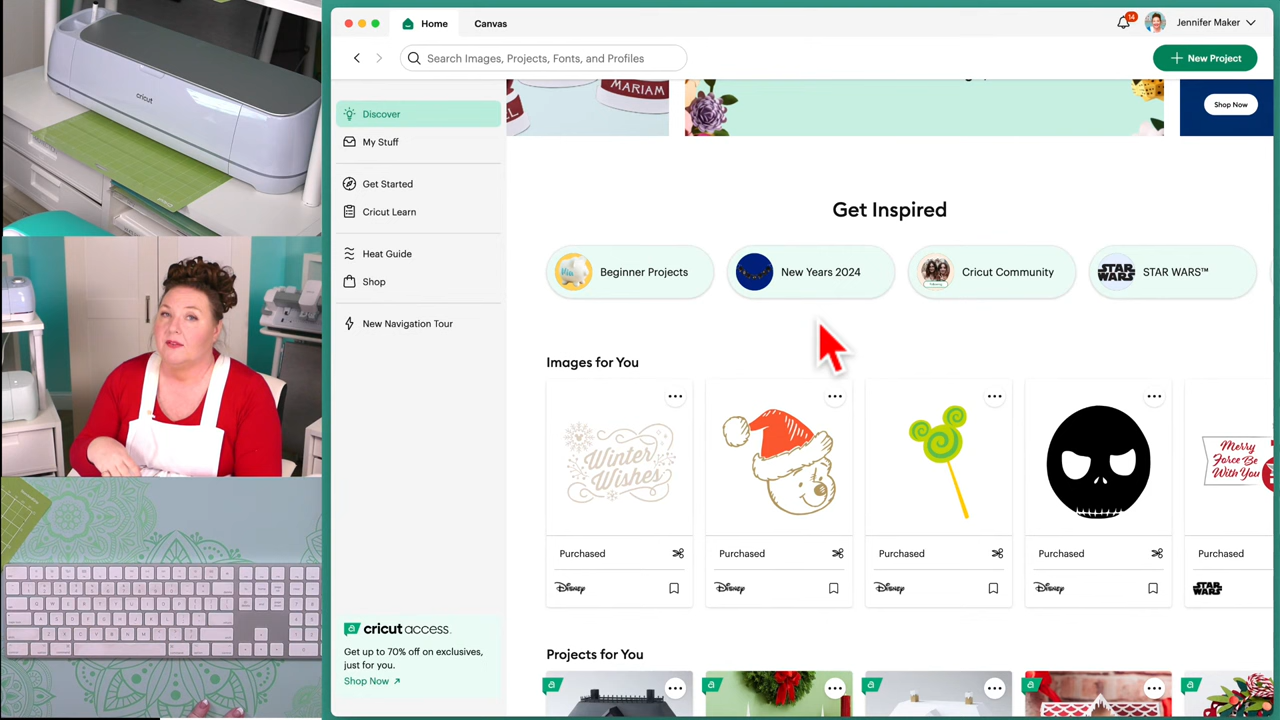 cricut
Home
Canvas
14
Jennifer Maker
Search Images, Projects, Fonts, and Profiles
New Project
MARIAM
Shop Now
Discover
My Stuff
Get Started
Cricut Learn
Heat Guide
Shop
New Navigation Tour
Get Inspired
Beginner Projects
New Years 2024
Cricut Community
STAR WARS
STAR WARS™
Images for You
Winter
Wishes
Merry
Force Be
With You
Purchased
Purchased
Purchased
Purchased
Purchased
Disney
Disney
Disney
Disney
STAR WARS
Projects for You
a cricut access.
Get up to 70% off on exclusives,
just for you.
Shop Now
a
a
a
a
a